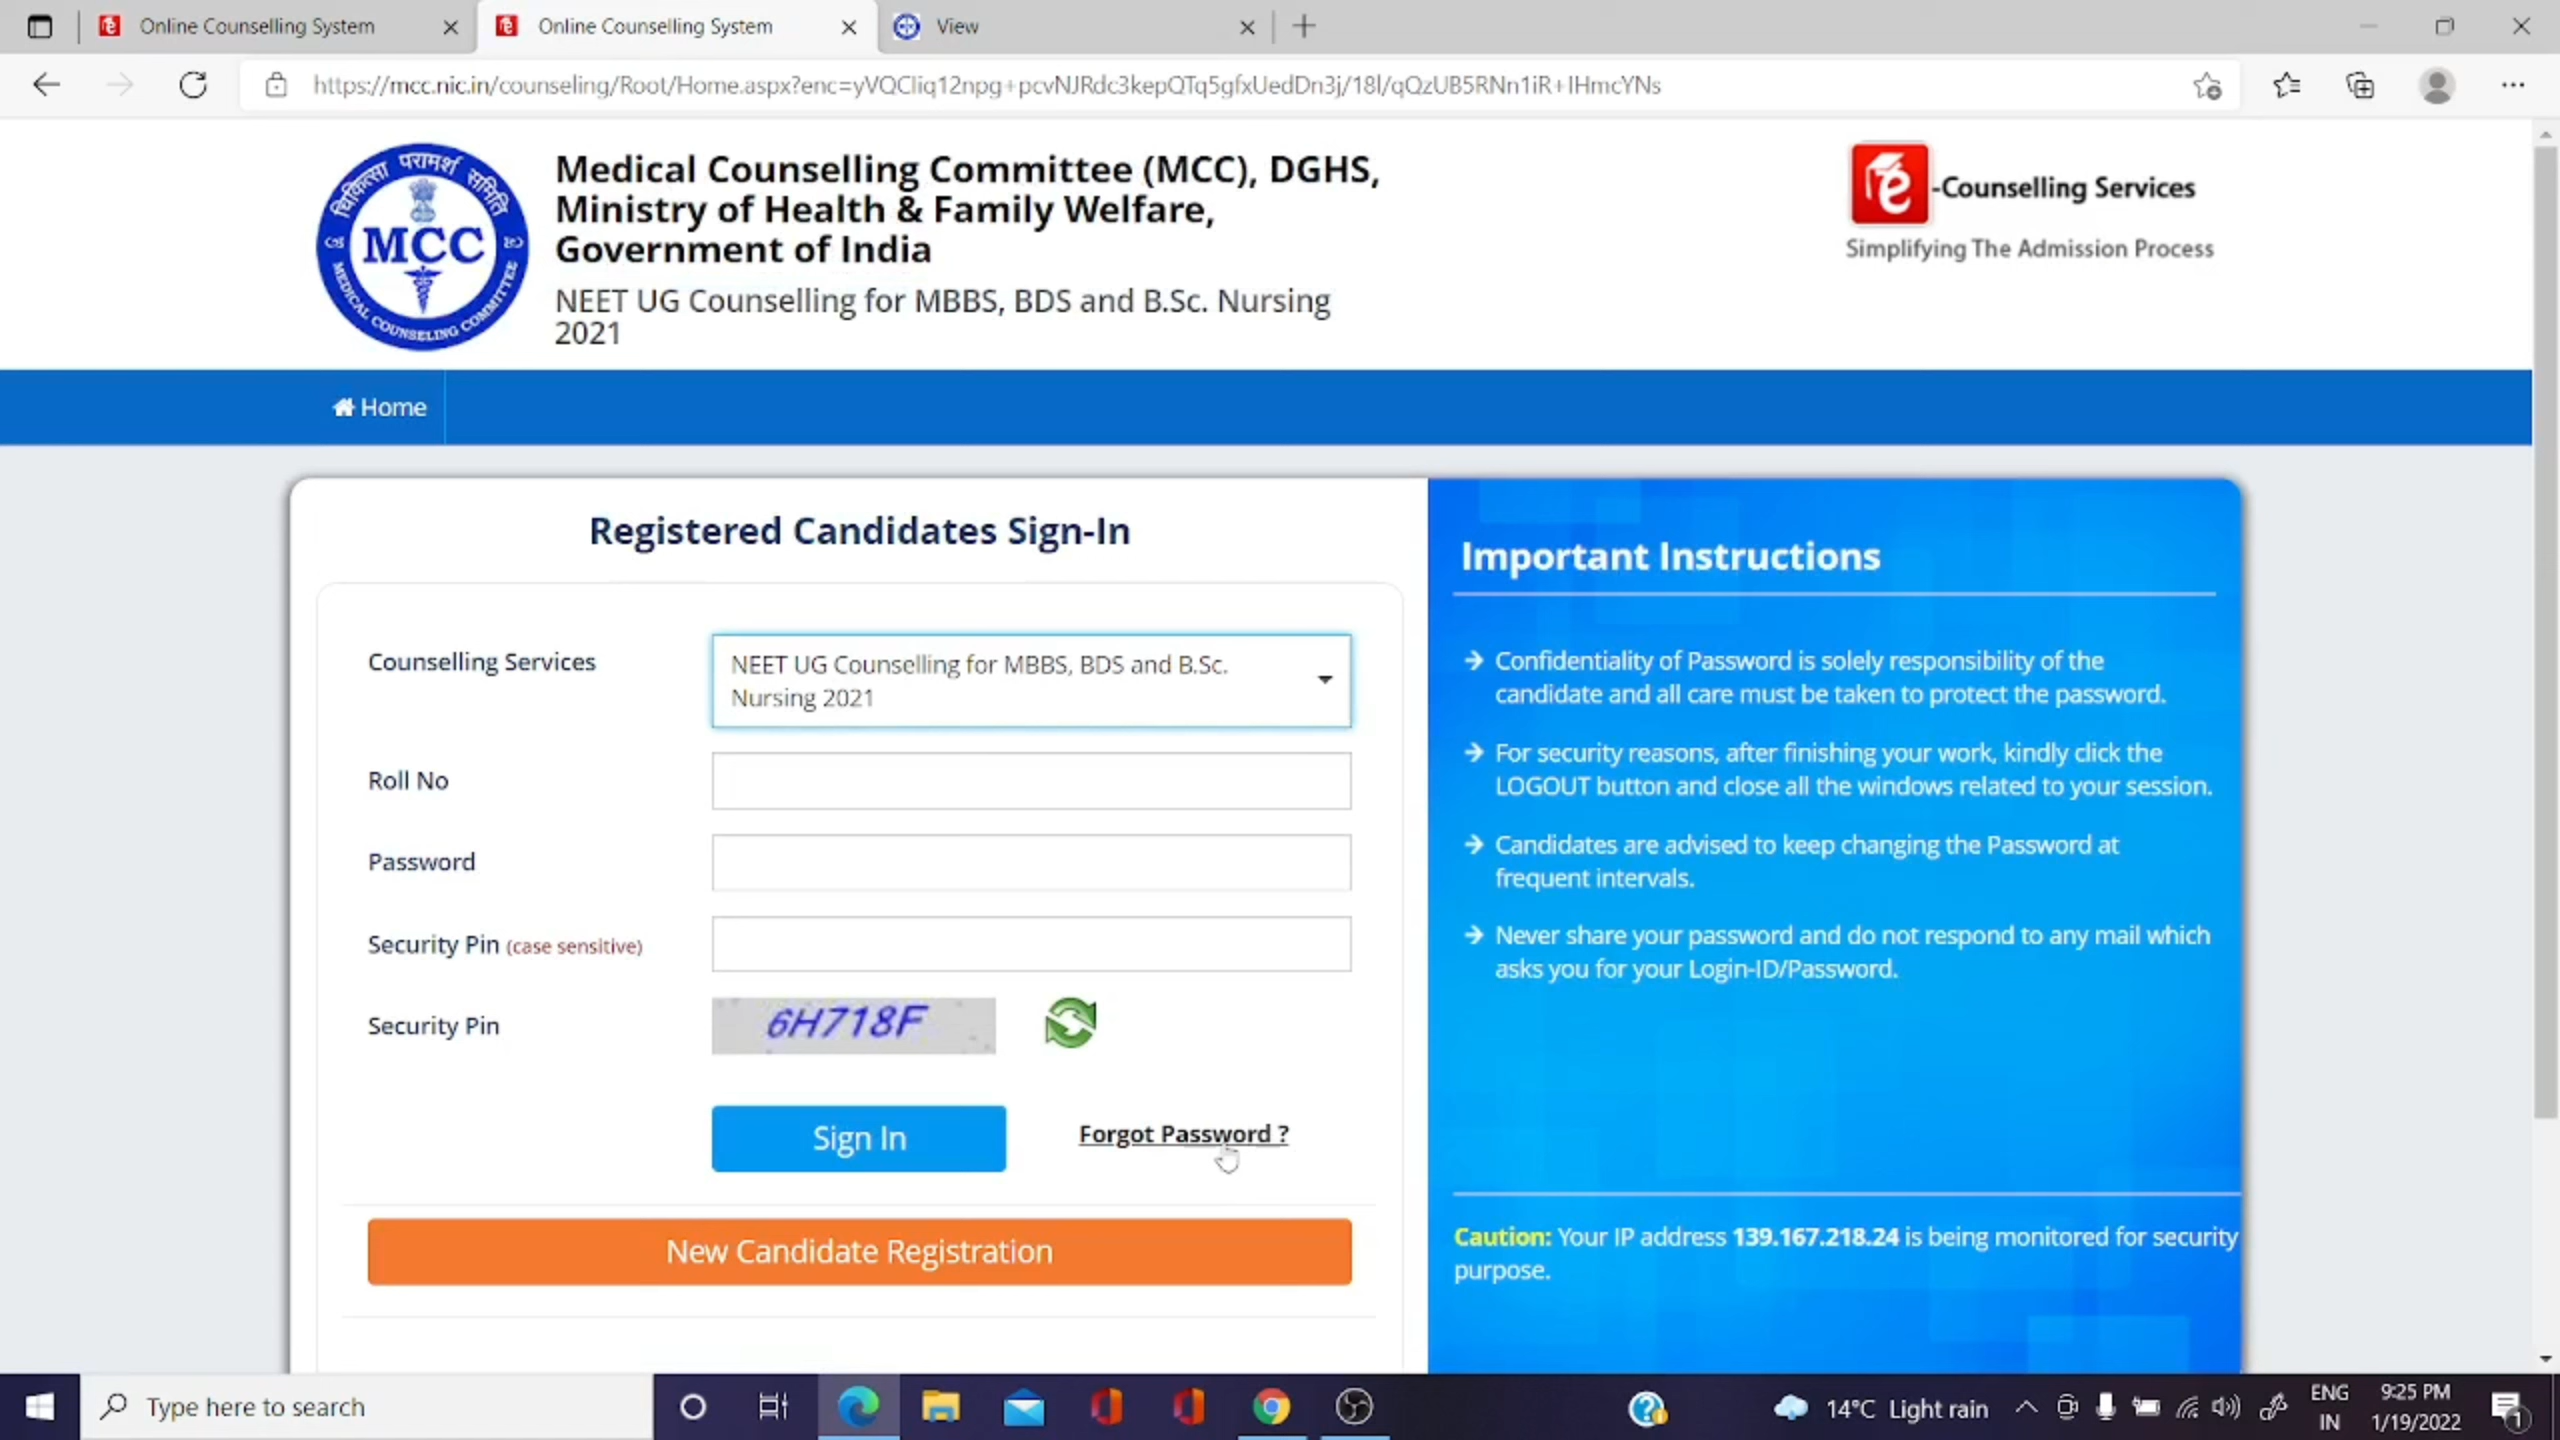 Online Counselling System
Online Counselling System
View
https://mcc.nic.in/counseling/Root/Home.aspx?enc=yVQCliq12npg+pcvNJRdc3kepQTq5gfxUedDn3j/18l/qQzUB5RNn1iR+IHmcYNs
चिकित्सा परामर्श समिति
MCC
MEDICAL COUNSELING COMMITTEE
Medical Counselling Committee (MCC), DGHS,
Ministry of Health & Family Welfare,
Government of India
NEET UG Counselling for MBBS, BDS and B.Sc. Nursing
2021
e-Counselling Services
Simplifying The Admission Process
Home
Registered Candidates Sign-In
Counselling Services
NEET UG Counselling for MBBS, BDS and B.Sc.
Nursing 2021
Roll No
Password
Security Pin (case sensitive)
Security Pin
6H718F
Sign In
Forgot Password ?
New Candidate Registration
Important Instructions
Confidentiality of Password is solely responsibility of the
candidate and all care must be taken to protect the password.
For security reasons, after finishing your work, kindly click the
LOGOUT button and close all the windows related to your session.
Candidates are advised to keep changing the Password at
frequent intervals.
Never share your password and do not respond to any mail which
asks you for your Login-ID/Password.
Caution: Your IP address 139.167.218.24 is being monitored for security
purpose.
Type here to search
14°C Light rain
ENG
IN
9:25 PM
1/19/2022
1